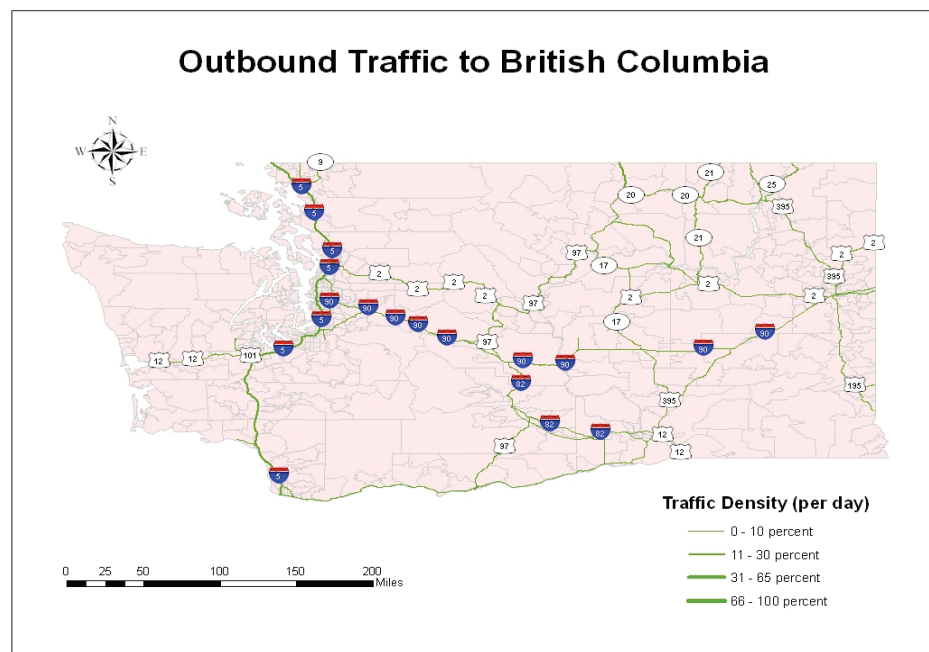 Outbound Traffic to British Columbia
N
W E
S
9
5
21
20 20 25
5 395
21
5 97 2
5 17 2
2 395
2 2 2 2 2
90 97
90
5 90 17
90
90 97 90
101 5 90
12 12 90 90
82
195
395
82
82 12
97 12
5
Traffic Density (per day)
0 - 10 percent
11 - 30 percent
31 - 65 percent
66 - 100 percent
0 25 50 100 150 200
Miles